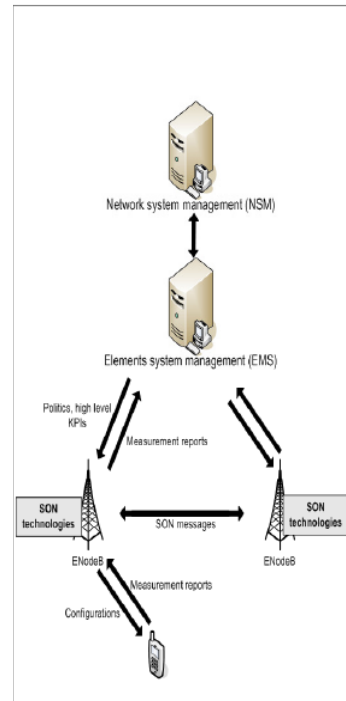 Network system management (NSM)
Elements system management (EMS)
Politics, high level
KPIs
Measurement reports
SON
technologies
SON messages
SON
technologies
ENodeB
ENodeB
Measurement reports
Configurations